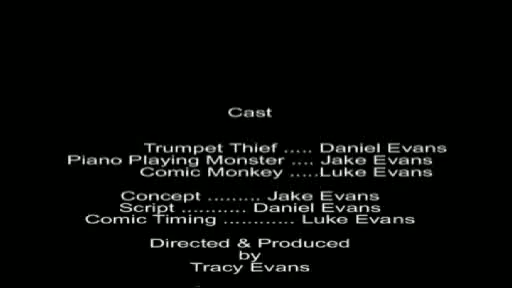 Cast
Trumpet Thief ..... Daniel Evans
Piano Playing Monster .... Jake Evans
Comic Monkey .....Luke Evans
Concept ......... Jake Evans
Script ........... Daniel Evans
Comic Timing ............ Luke Evans
Directed & Produced
by
Tracy Evans